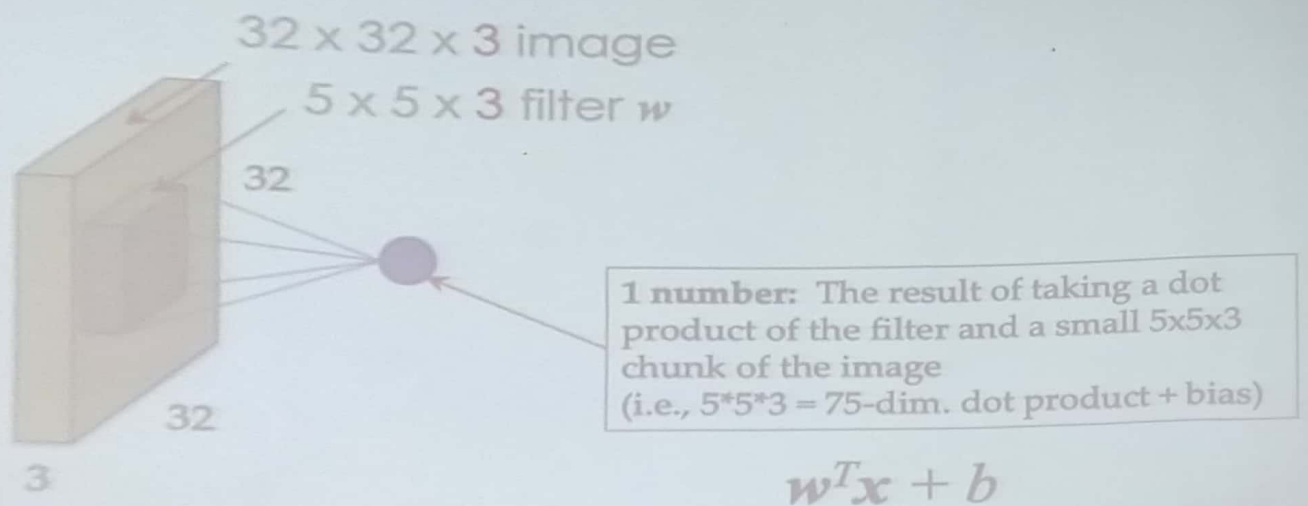 32 x 32 x 3 image
5 x 5 x 3 filter w
32
1 number: The result of taking a dot
product of the filter and a small 5x5x3
chunk of the image
(i.e., 5*5*3 = 75-dim. dot product + bias)
32
3
wᵀx + b